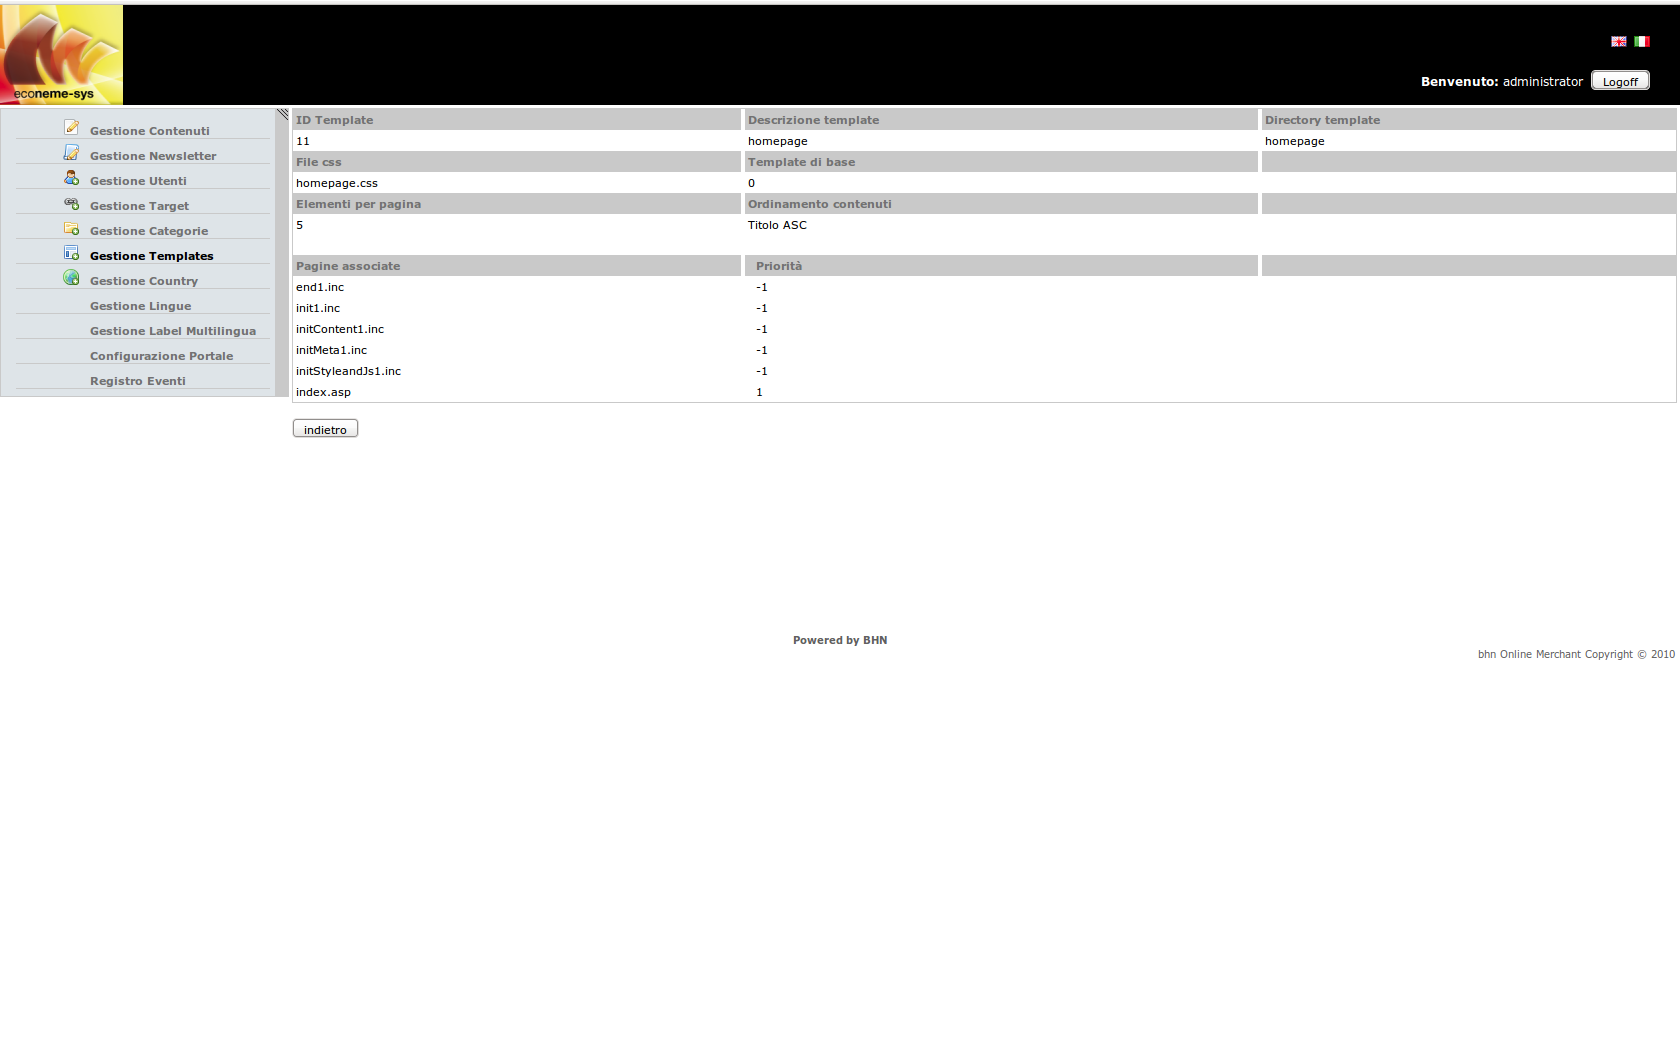 econeme-sys
Benvenuto: administrator Logoff
Gestione Contenuti
Gestione Newsletter
Gestione Utenti
Gestione Target
Gestione Categorie
Gestione Templates
Gestione Country
Gestione Lingue
Gestione Label Multilingua
Configurazione Portale
Registro Eventi
ID Template Descrizione template Directory template
11 homepage homepage
File css Template di base
homepage.css 0
Elementi per pagina Ordinamento contenuti
5 Titolo ASC
Pagine associate Priorità
end1.inc -1
init1.inc -1
initContent1.inc -1
initMeta1.inc -1
initStyleandJs1.inc -1
index.asp 1
indietro
Powered by BHN
bhn Online Merchant Copyright © 2010